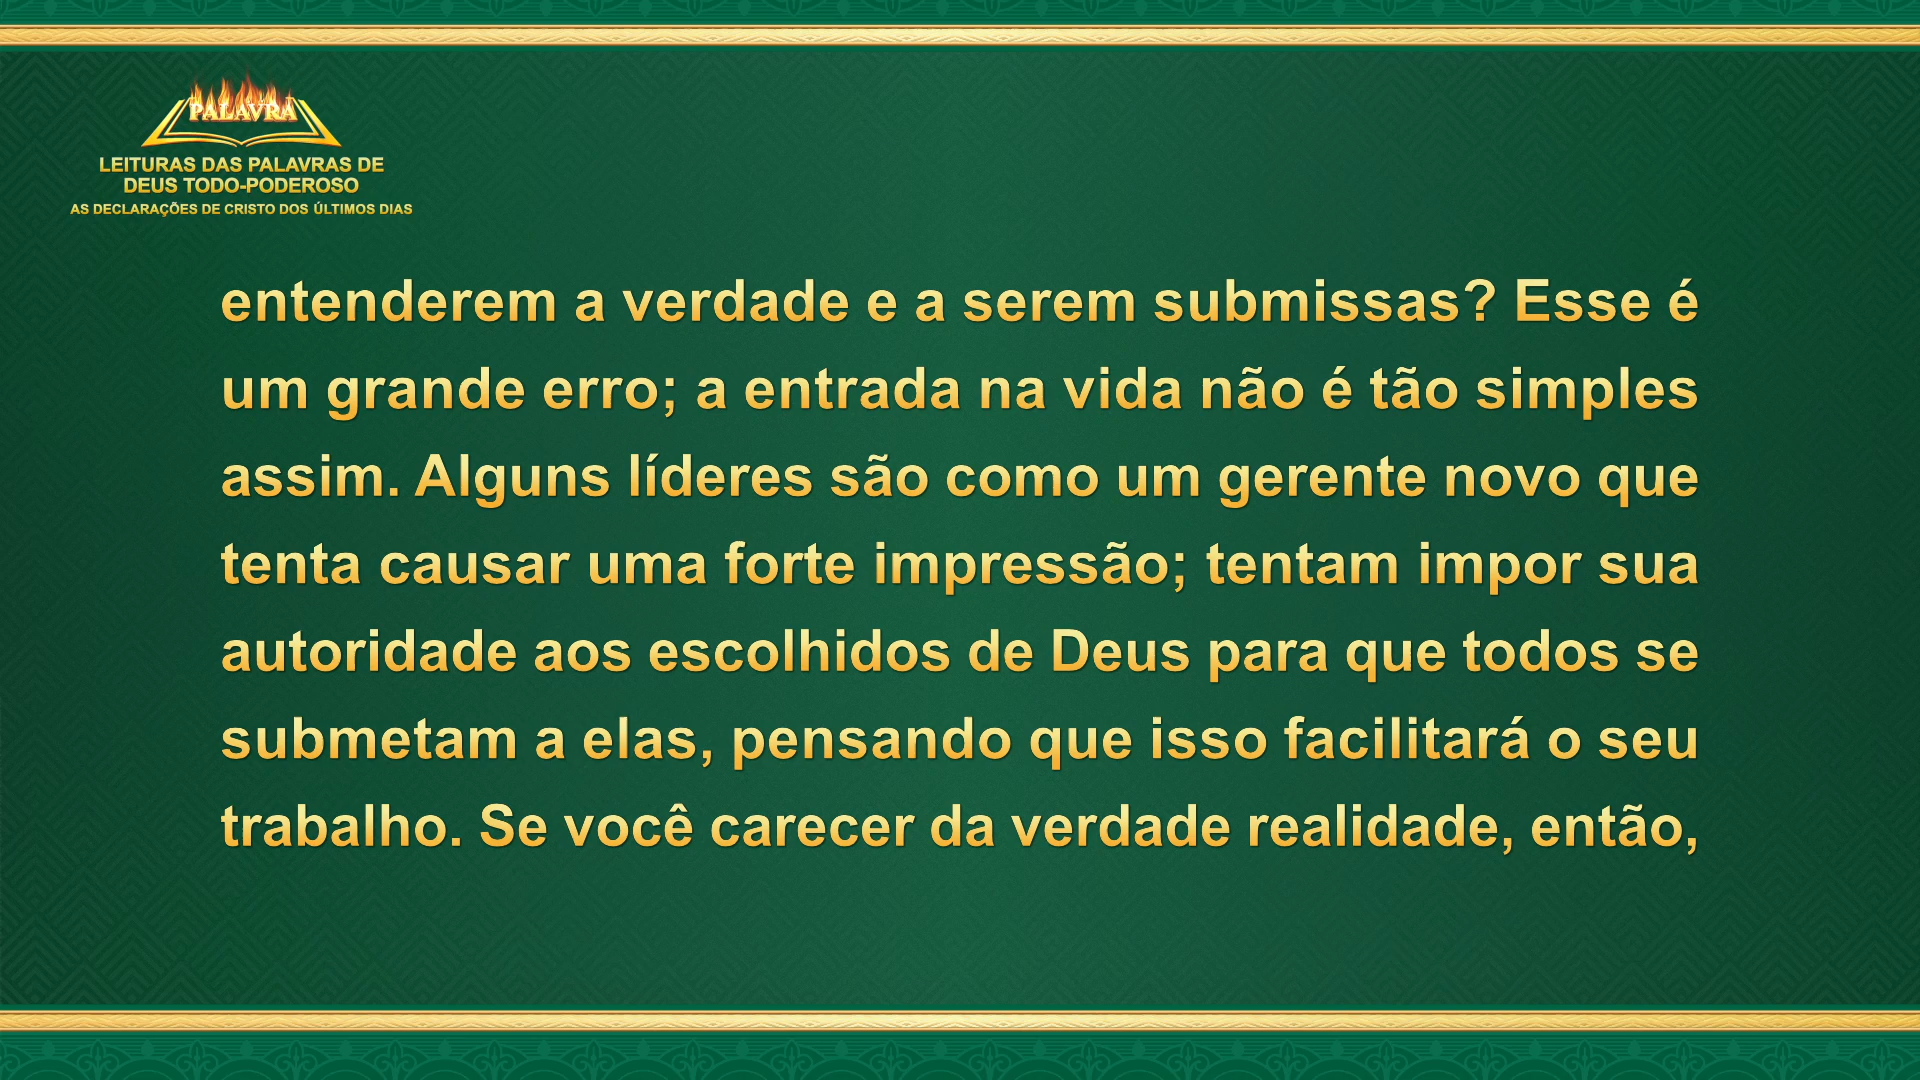 PALAVRA
LEITURAS DAS PALAVRAS DE
DEUS TODO-PODEROSO
AS DECLARAÇÕES DE CRISTO DOS ÚLTIMOS DIAS
entenderem a verdade e a serem submissas? Esse é
um grande erro; a entrada na vida não é tão simples
assim. Alguns líderes são como um gerente novo que
tenta causar uma forte impressão; tentam impor sua
autoridade aos escolhidos de Deus para que todos se
submetam a elas, pensando que isso facilitará o seu
trabalho. Se você carecer da verdade realidade, então,